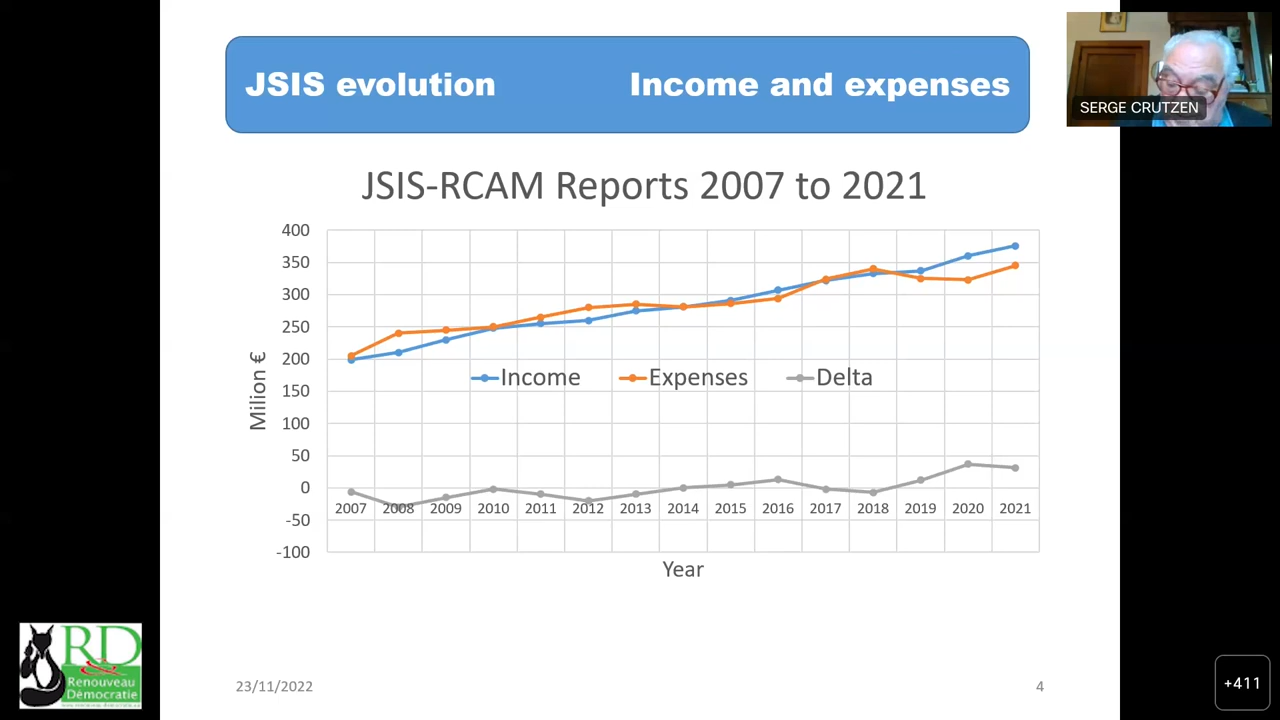 JSIS evolution Income and expenses
SERGE CRUTZEN
JSIS-RCAM Reports 2007 to 2021
400
350
300
250
200
150
100
50
0
-50
-100
Milion €
Income Expenses Delta
2007 2008 2009 2010 2011 2012 2013 2014 2015 2016 2017 2018 2019 2020 2021
Year
RD
Renouveau
Démocratie
23/11/2022
4
+411